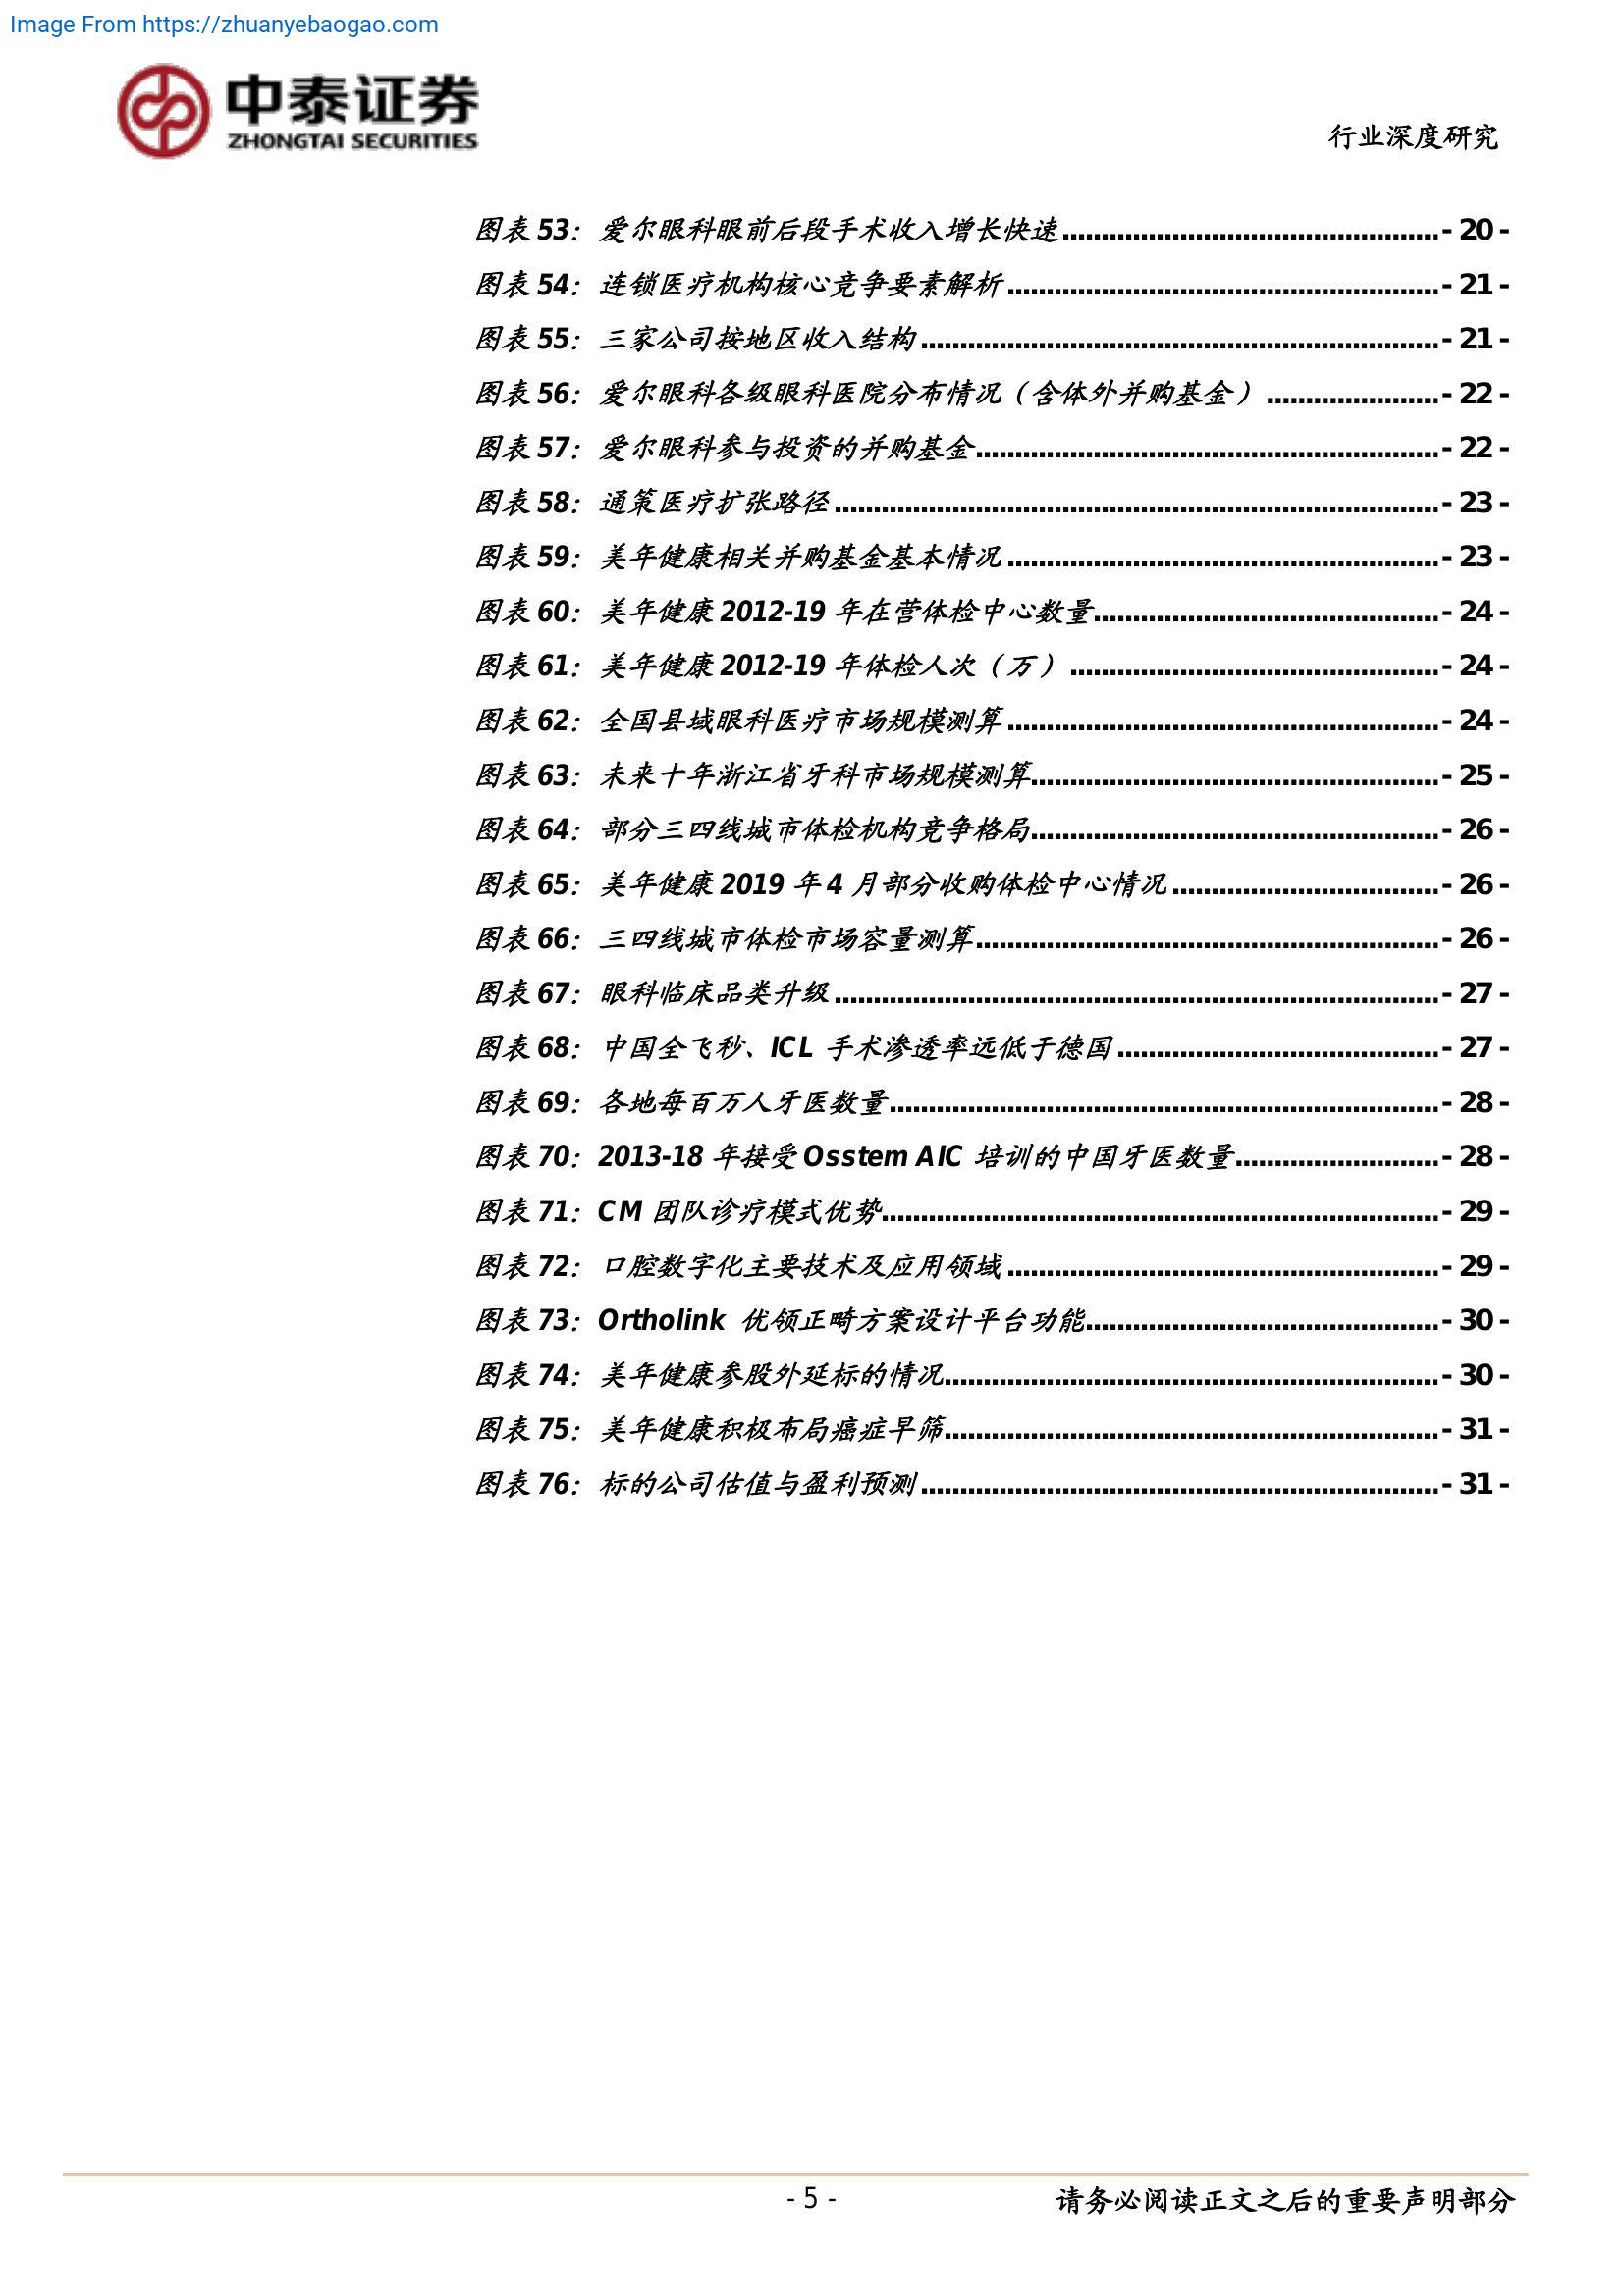 Image From https://zhuanyebaogao.com
中泰证券
ZHONGTAI SECURITIES
行业深度研究
图表 53：爱尔眼科眼前后段手术收入增长快速................................................- 20 -
图表 54：连锁医疗机构核心竞争要素解析.......................................................- 21 -
图表 55：三家公司按地区收入结构..................................................................- 21 -
图表 56：爱尔眼科各级眼科医院分布情况（含体外并购基金）......................- 22 -
图表 57：爱尔眼科参与投资的并购基金...........................................................- 22 -
图表 58：通策医疗扩张路径.............................................................................- 23 -
图表 59：美年健康相关并购基金基本情况.......................................................- 23 -
图表 60：美年健康 2012-19 年在营体检中心数量............................................- 24 -
图表 61：美年健康 2012-19 年体检人次（万）...............................................- 24 -
图表 62：全国县域眼科医疗市场规模测算.......................................................- 24 -
图表 63：未来十年浙江省牙科市场规模测算....................................................- 25 -
图表 64：部分三四线城市体检机构竞争格局....................................................- 26 -
图表 65：美年健康 2019 年 4 月部分收购体检中心情况..................................- 26 -
图表 66：三四线城市体检市场容量测算...........................................................- 26 -
图表 67：眼科临床品类升级.............................................................................- 27 -
图表 68：中国全飞秒、ICL 手术渗透率远低于德国.........................................- 27 -
图表 69：各地每百万人牙医数量......................................................................- 28 -
图表 70：2013-18 年接受 Osstem AIC 培训的中国牙医数量..........................- 28 -
图表 71：CM 团队诊疗模式优势.......................................................................- 29 -
图表 72：口腔数字化主要技术及应用领域.......................................................- 29 -
图表 73：Ortholink 优领正畸方案设计平台功能.............................................- 30 -
图表 74：美年健康参股外延标的情况...............................................................- 30 -
图表 75：美年健康积极布局癌症早筛...............................................................- 31 -
图表 76：标的公司估值与盈利预测..................................................................- 31 -
- 5 -
请务必阅读正文之后的重要声明部分